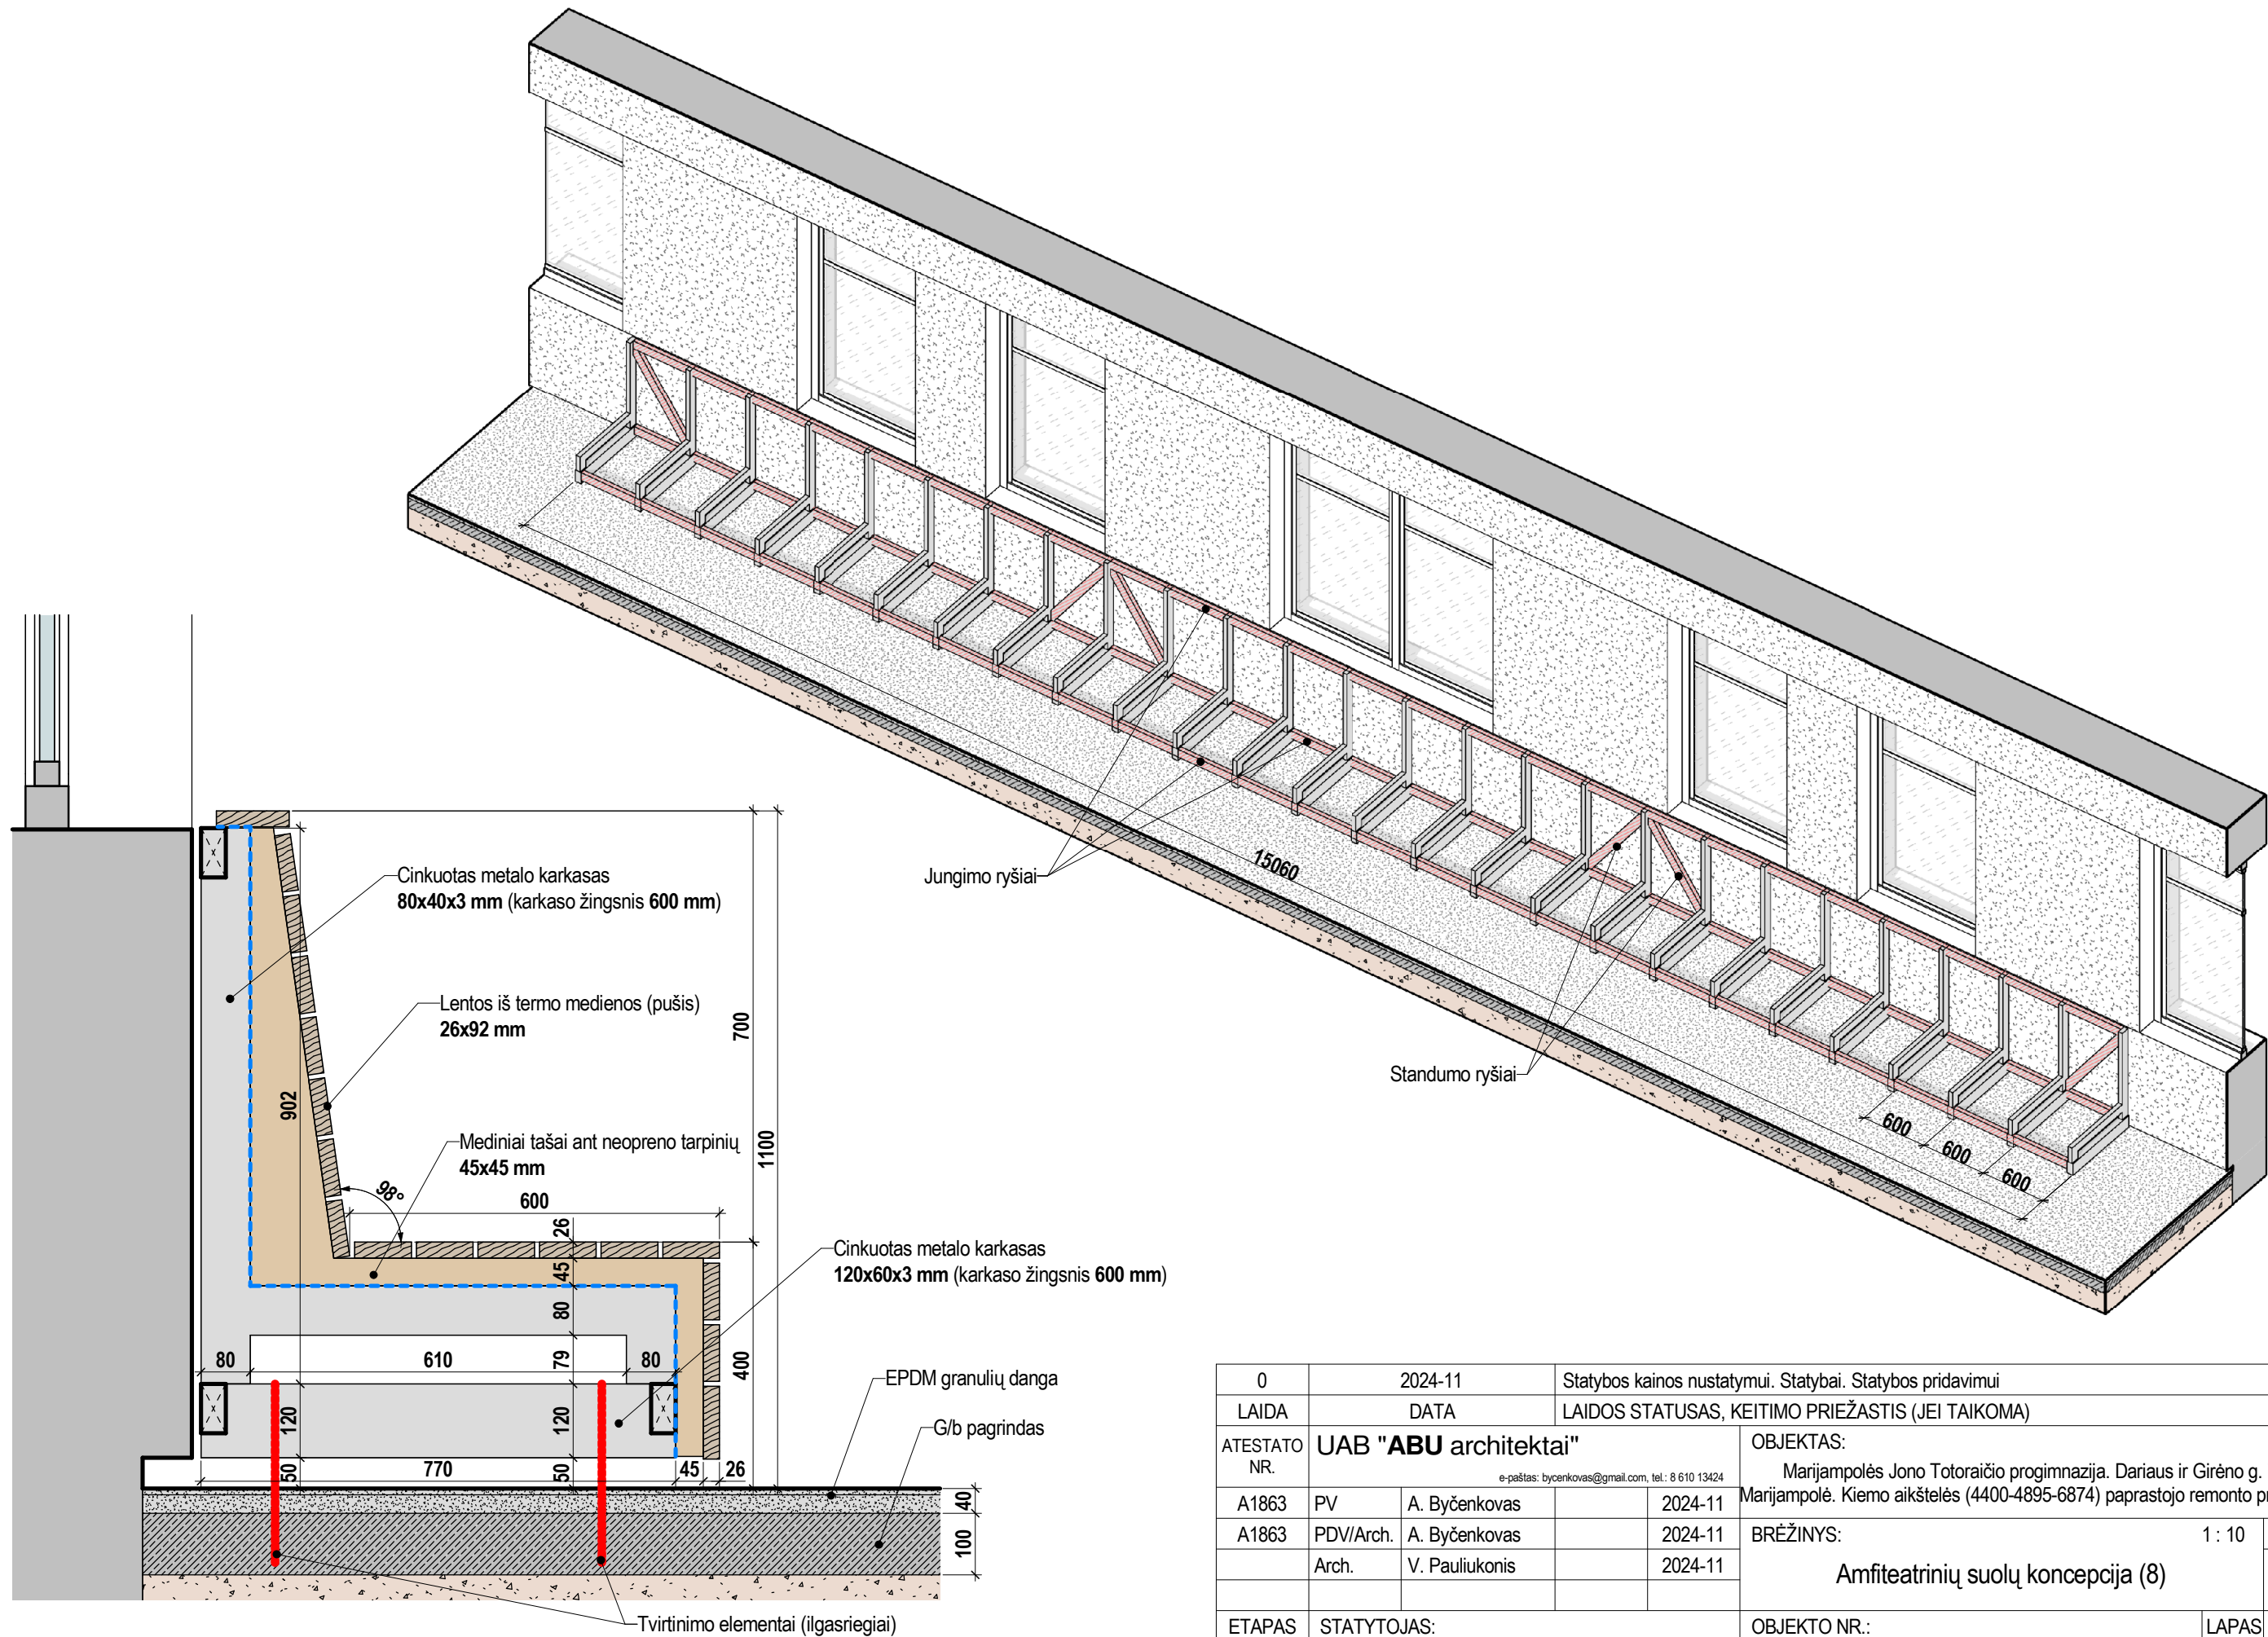 Cinkuotas metalo karkasas
80x40x3 mm (karkaso žingsnis 600 mm)
Lentos iš termo medienos (pušis)
26x92 mm
Mediniai tašai ant neopreno tarpinių
45x45 mm
Cinkuotas metalo karkasas
120x60x3 mm (karkaso žingsnis 600 mm)
EPDM granulių danga
G/b pagrindas
Tvirtinimo elementai (ilgasriegiai)
Jungimo ryšiai
Standumo ryšiai
15060
600
600
600
700
1100
902
98°
600
26
45
80
79
80
610
80
400
120
120
50
770
50
45
26
40
100
0 2024-11 Statybos kainos nustatymui. Statybai. Statybos pridavimui
LAIDA DATA LAIDOS STATUSAS, KEITIMO PRIEŽASTIS (JEI TAIKOMA)
ATESTATO NR.
UAB "ABU architektai"
e-paštas: bycenkovas@gmail.com, tel.: 8 610 13424
OBJEKTAS:
Marijampolės Jono Totoraičio progimnazija. Dariaus ir Girėno g.
Marijampolė. Kiemo aikštelės (4400-4895-6874) paprastojo remonto
A1863 PV A. Byčenkovas 2024-11
A1863 PDV/Arch. A. Byčenkovas 2024-11
Arch. V. Pauliukonis 2024-11
BRĖŽINYS: 1 : 10
Amfiteatrinių suolų koncepcija (8)
ETAPAS STATYTOJAS: OBJEKTO NR.: LAPAS